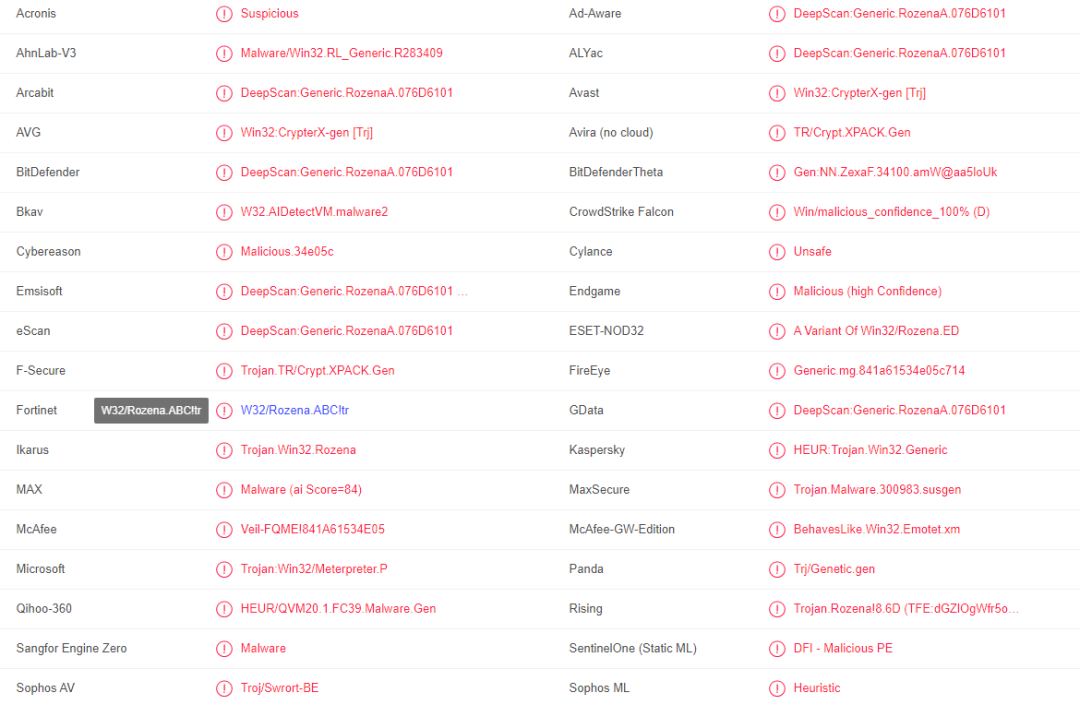 Acronis Suspicious Ad-Aware DeepScan:Generic.RozenaA.076D6101
AhnLab-V3 Malware/Win32.RL_Generic.R283409 ALYac DeepScan:Generic.RozenaA.076D6101
Arcabit DeepScan:Generic.RozenaA.076D6101 Avast Win32:CrypterX-gen [Trj]
AVG Win32:CrypterX-gen [Trj] Avira (no cloud) TR/Crypt.XPACK.Gen
BitDefender DeepScan:Generic.RozenaA.076D6101 BitDefenderTheta Gen:NN.ZexaF.34100.amW@aa5loUk
Bkav W32.AIDetectVM.malware2 CrowdStrike Falcon Win/malicious_confidence_100% (D)
Cybereason Malicious.34e05c Cylance Unsafe
Emsisoft DeepScan:Generic.RozenaA.076D6101 ... Endgame Malicious (high Confidence)
eScan DeepScan:Generic.RozenaA.076D6101 ESET-NOD32 A Variant Of Win32/Rozena.ED
F-Secure Trojan.TR/Crypt.XPACK.Gen FireEye Generic.mg.841a61534e05c714
Fortinet W32/Rozena.ABC!tr W32/Rozena.ABC!tr GData DeepScan:Generic.RozenaA.076D6101
Ikarus Trojan.Win32.Rozena Kaspersky HEUR:Trojan.Win32.Generic
MAX Malware (ai Score=84) MaxSecure Trojan.Malware.300983.susgen
McAfee Veil-FQME!841A61534E05 McAfee-GW-Edition BehavesLike.Win32.Emotet.xm
Microsoft Trojan:Win32/Meterpreter.P Panda Trj/Genetic.gen
Qihoo-360 HEUR/QVM20.1.FC39.Malware.Gen Rising Trojan.Rozena!8.6D (TFE:dGZlOgWfr5o...
Sangfor Engine Zero Malware SentinelOne (Static ML) DFI - Malicious PE
Sophos AV Troj/Swrort-BE Sophos ML Heuristic